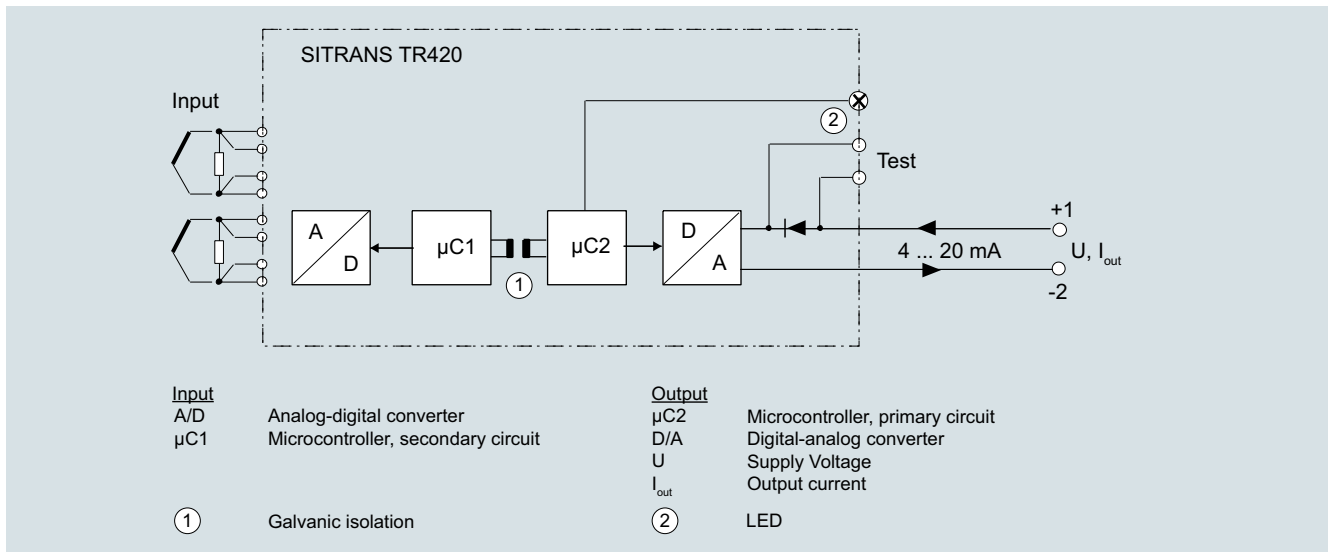 SITRANS TR420
Input
2
Test
A
D
µC1
µC2
D
A
1
+1
4 ... 20 mA
U, Iout
-2
Input
A/D Analog-digital converter
µC1 Microcontroller, secondary circuit
1 Galvanic isolation
Output
µC2 Microcontroller, primary circuit
D/A Digital-analog converter
U Supply Voltage
Iout Output current
2 LED